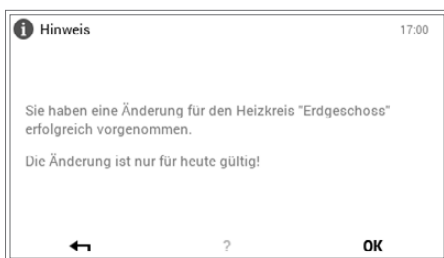 i Hinweis 17:00
Sie haben eine Änderung für den Heizkreis "Erdgeschoss"
erfolgreich vorgenommen.
Die Änderung ist nur für heute gültig!
? OK